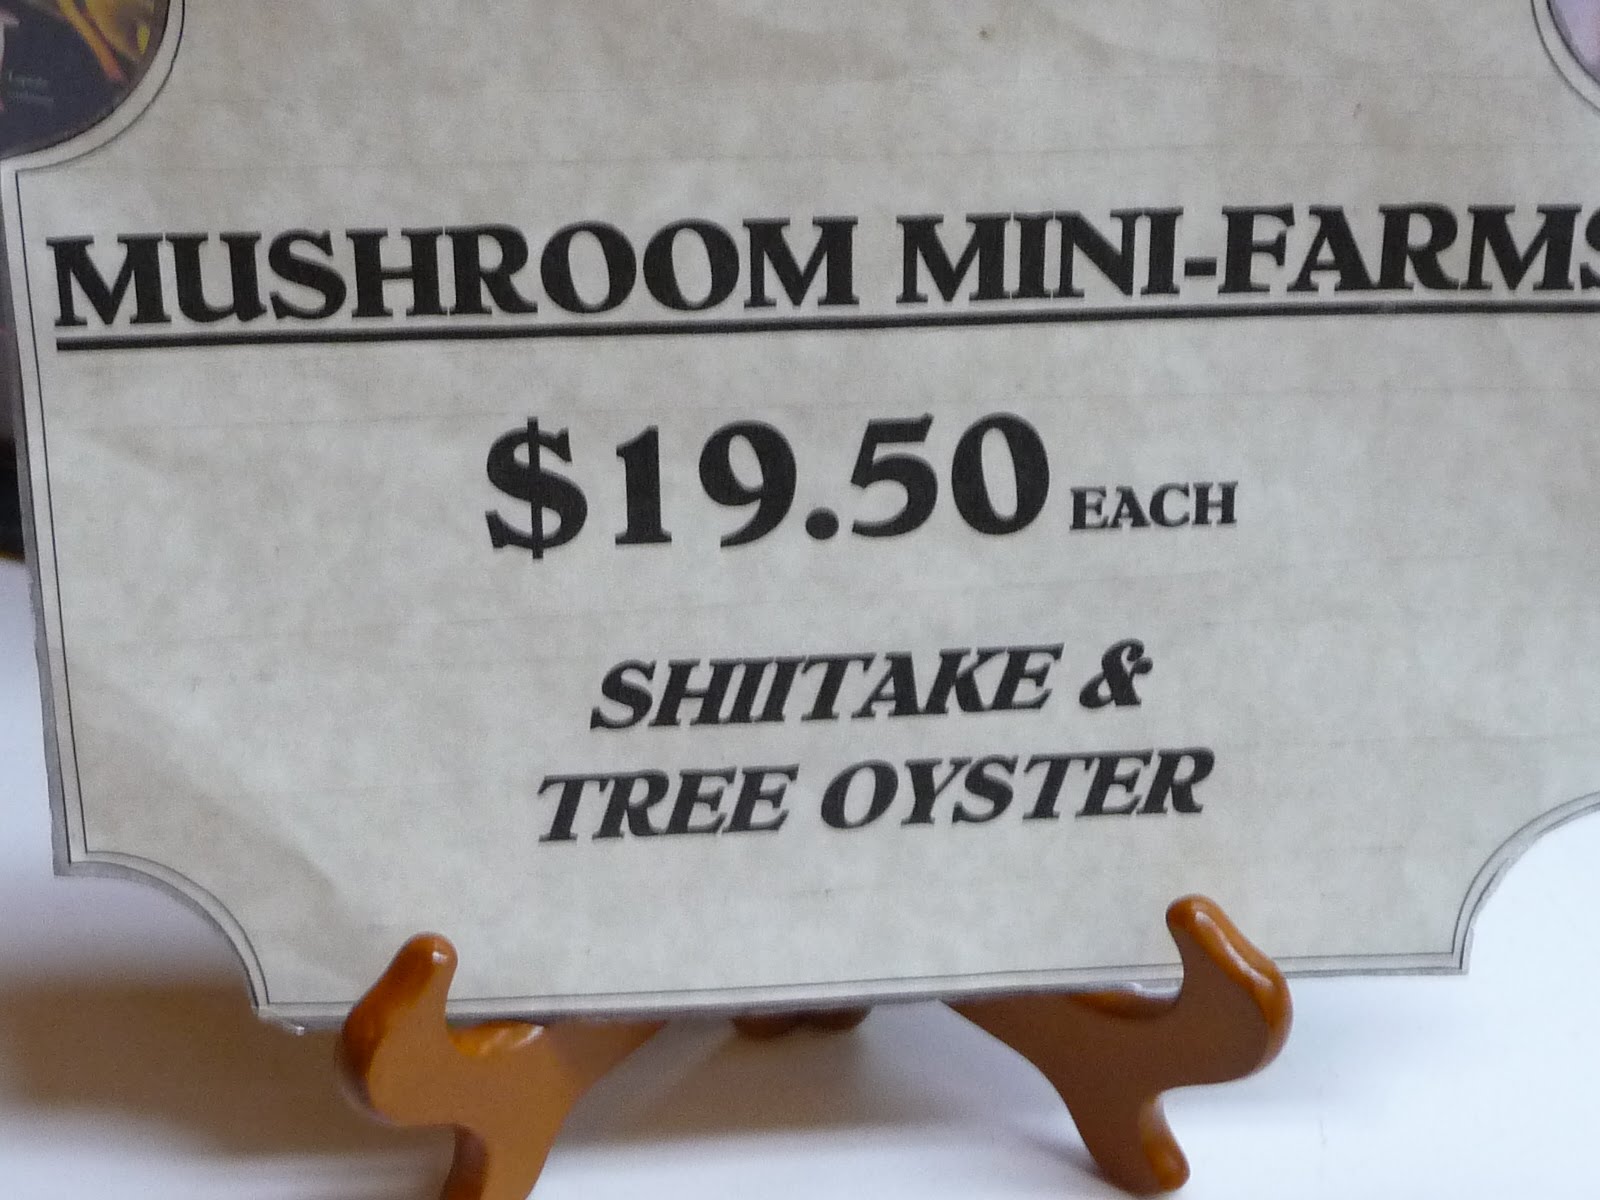 MUSHROOM MINI-FARMS
$19.50 EACH
SHIITAKE &
TREE OYSTER